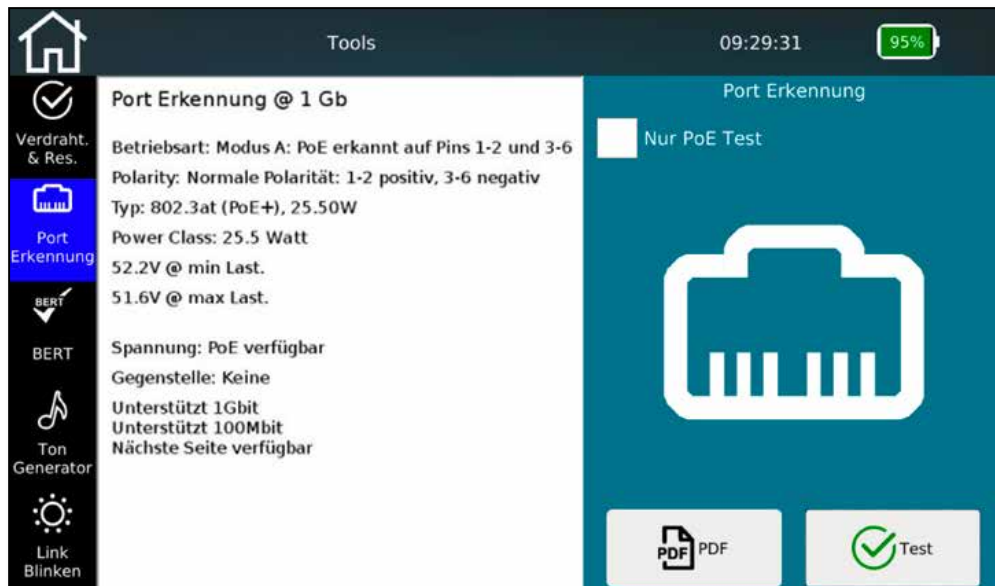 Tools
09:29:31
95%
Verdraht.
& Res.
Port
Erkennung
BERT
BERT
Ton
Generator
Link
Blinken
Port Erkennung @ 1 Gb
Betriebsart: Modus A: PoE erkannt auf Pins 1-2 und 3-6
Polarity: Normale Polarität: 1-2 positiv, 3-6 negativ
Typ: 802.3at (PoE+), 25.50W
Power Class: 25.5 Watt
52.2V @ min Last.
51.6V @ max Last.
Spannung: PoE verfügbar
Gegenstelle: Keine
Unterstützt 1Gbit
Unterstützt 100Mbit
Nächste Seite verfügbar
Port Erkennung
Nur PoE Test
PDF
PDF
Test